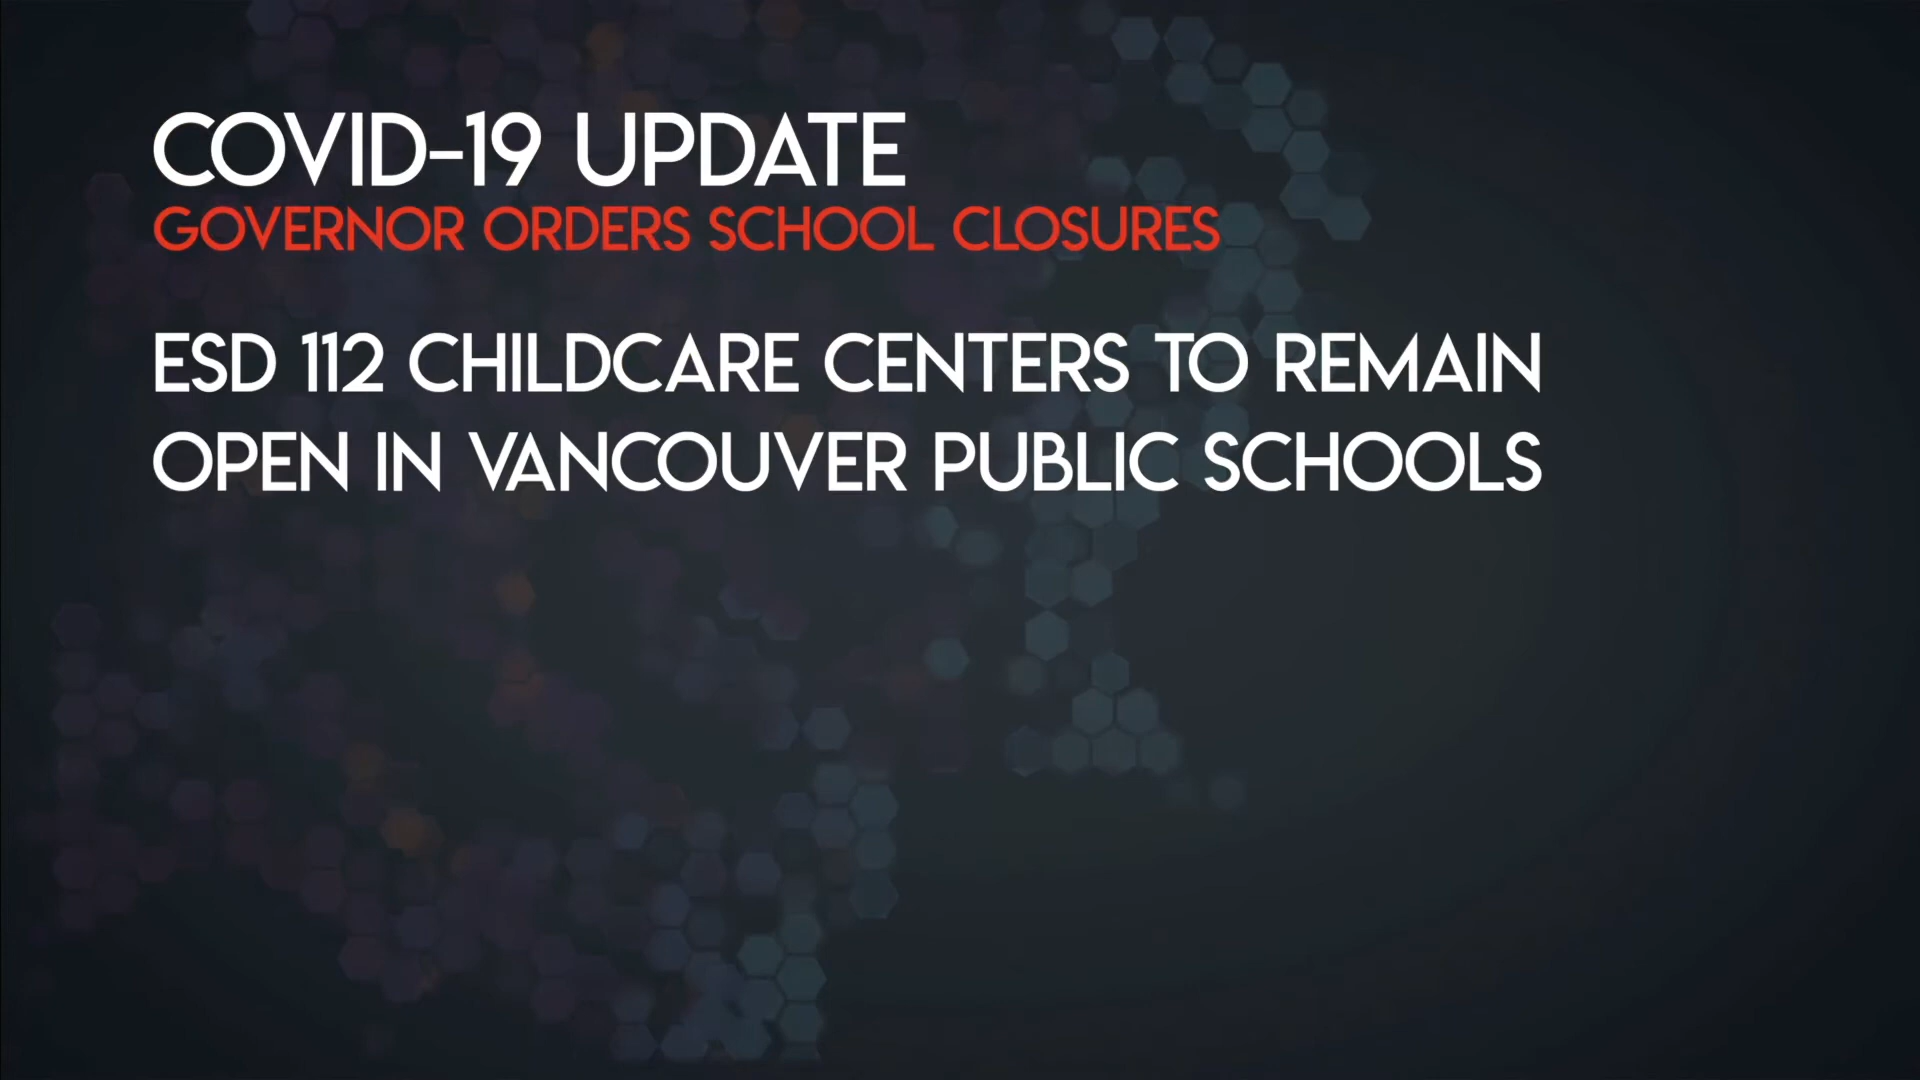 COVID-19 UPDATE
GOVERNOR ORDERS SCHOOL CLOSURES
ESD 112 CHILDCARE CENTERS TO REMAIN
OPEN IN VANCOUVER PUBLIC SCHOOLS